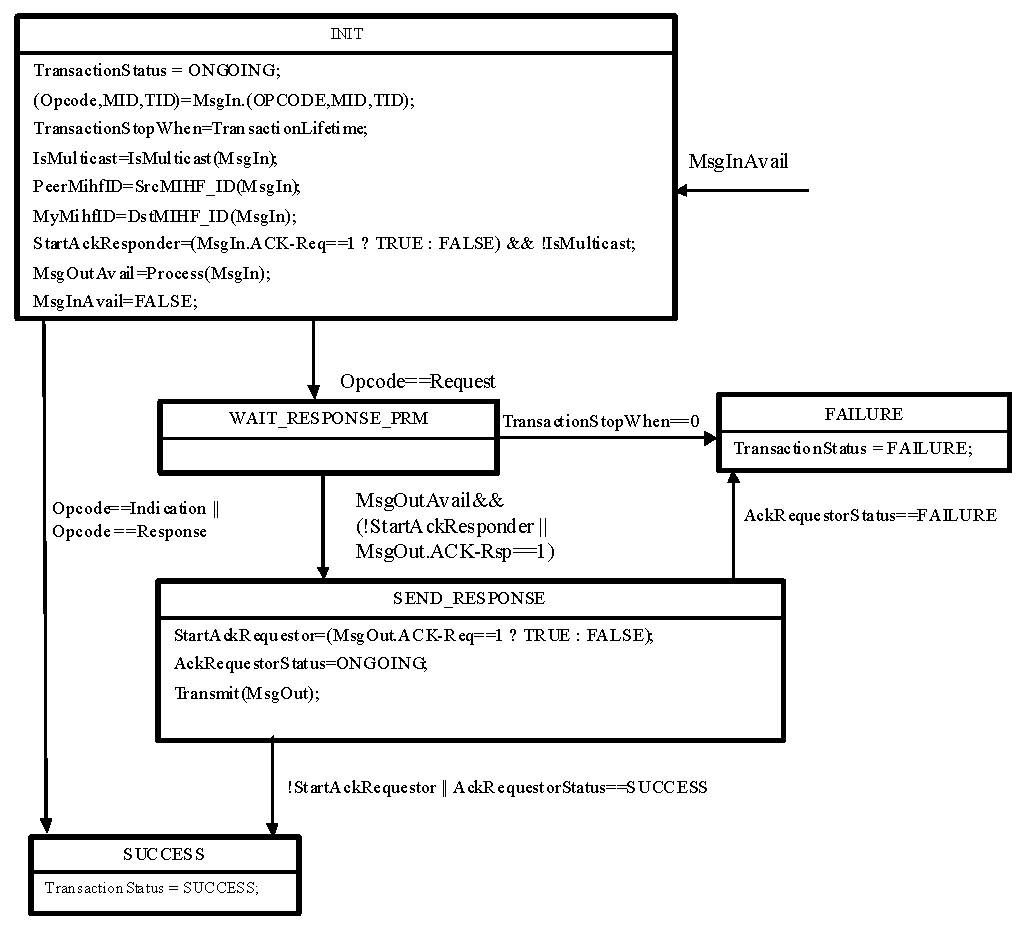 INIT
TransactionStatus = ONGOING;
(Opcode,MID,TID)=MsgIn.(OPCODE,MID,TID);
TransactionStopWhen=TransactionLifetime;
IsMulticast=IsMulticast(MsgIn);
PeerMihfID=SrcMIHF_ID(MsgIn);
MyMihfID=DstMIHF_ID(MsgIn);
StartAckResponder=(MsgIn.ACK-Req==1 ? TRUE : FALSE) && !IsMulticast;
MsgOutAvail=Process(MsgIn);
MsgInAvail=FALSE;
MsgInAvail
Opcode==Request
WAIT_RESPONSE_PRM
TransactionStopWhen==0
FAILURE
TransactionStatus = FAILURE;
Opcode==Indication ||
Opcode==Response
MsgOutAvail&&
(!StartAckResponder ||
MsgOut.ACK-Rsp==1)
AckRequestorStatus==FAILURE
SEND_RESPONSE
StartAckRequestor=(MsgOut.ACK-Req==1 ? TRUE : FALSE);
AckRequestorStatus=ONGOING;
Transmit(MsgOut);
!StartAckRequestor || AckRequestorStatus==SUCCESS
SUCCESS
TransactionStatus = SUCCESS;